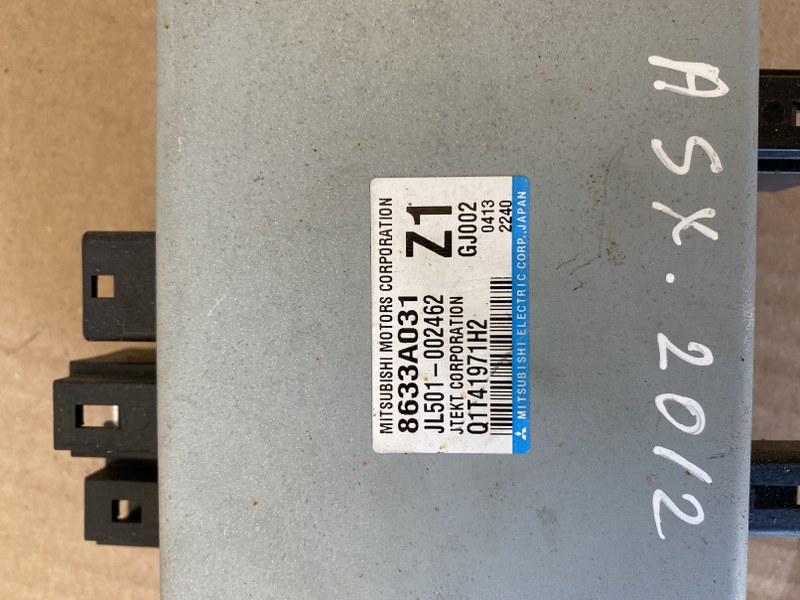 MITSUBISHI MOTORS CORPORATION
8633A031
Z1
JL501-002462
JTEKT CORPORATION
GJ002
Q1T41971H2
0413
2240
MITSUBISHI ELECTRIC CORP. JAPAN
ASX. 2012